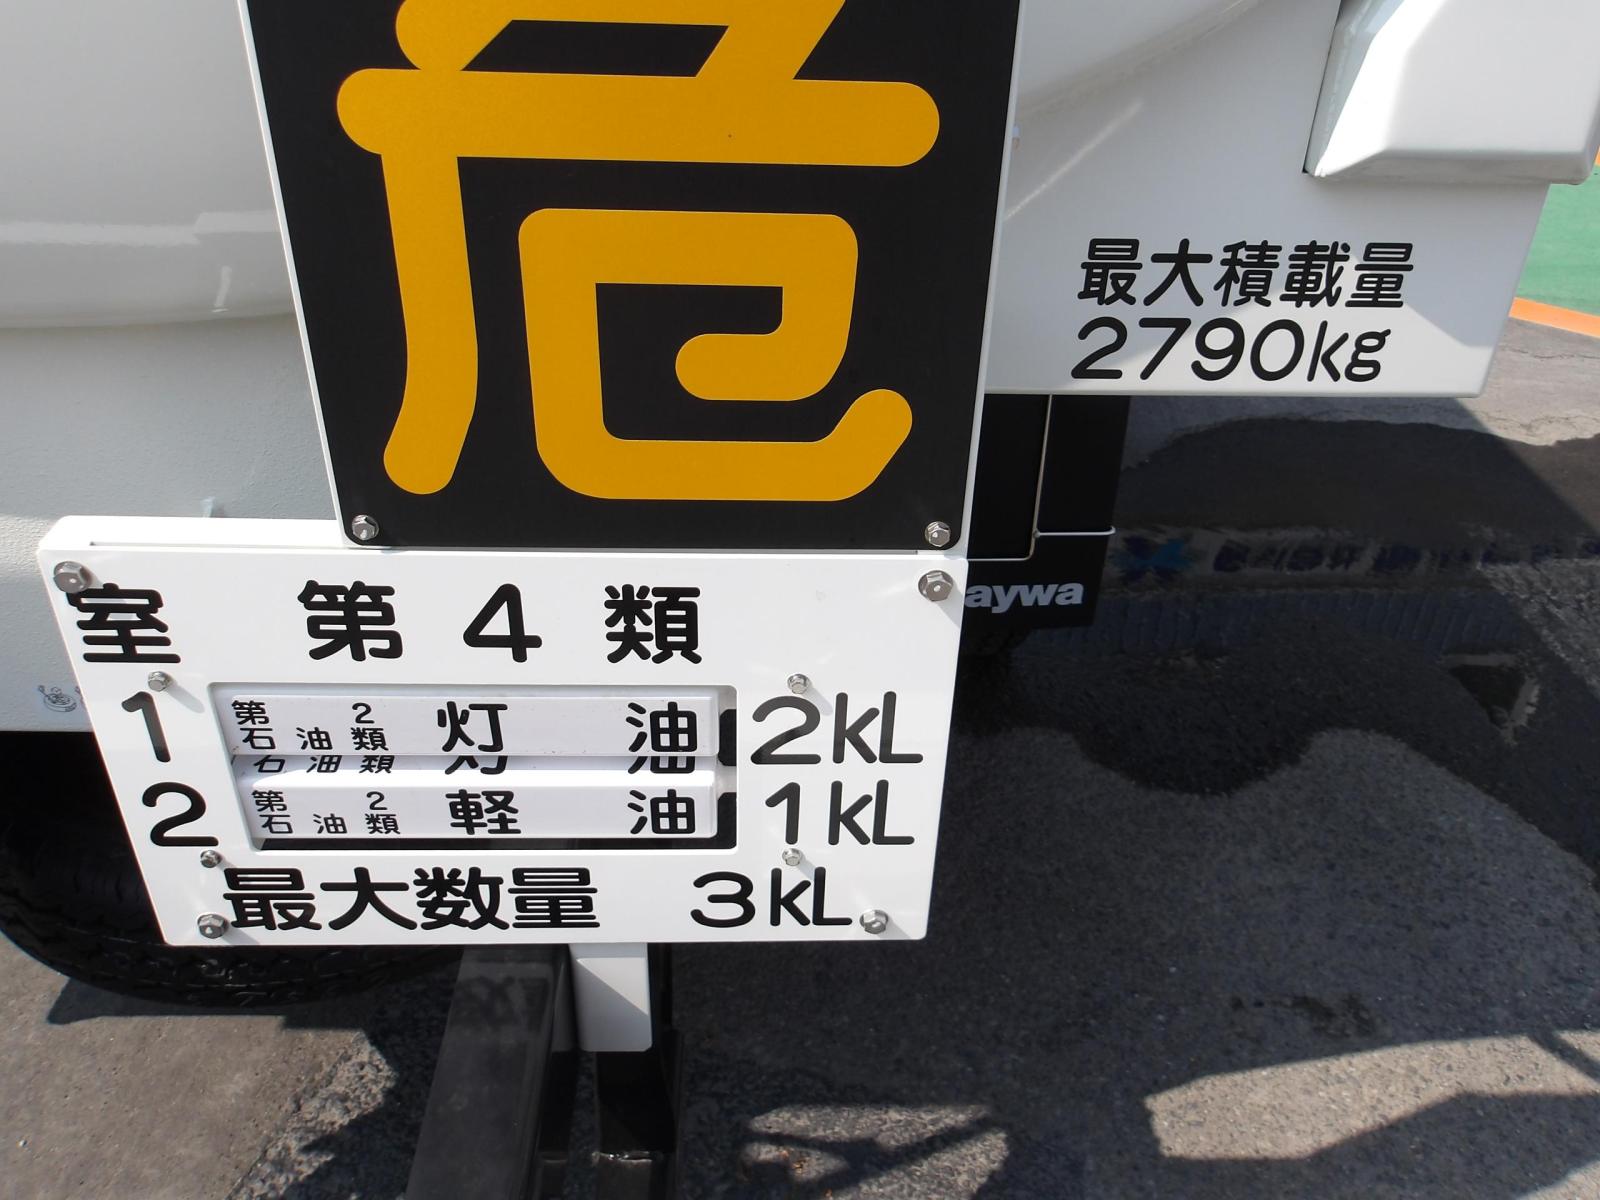 危
最大積載量
2790kg
aywa
室 第4類
1 第2石油類 灯油 2kL
2 第2石油類 軽油 1kL
最大数量 3kL